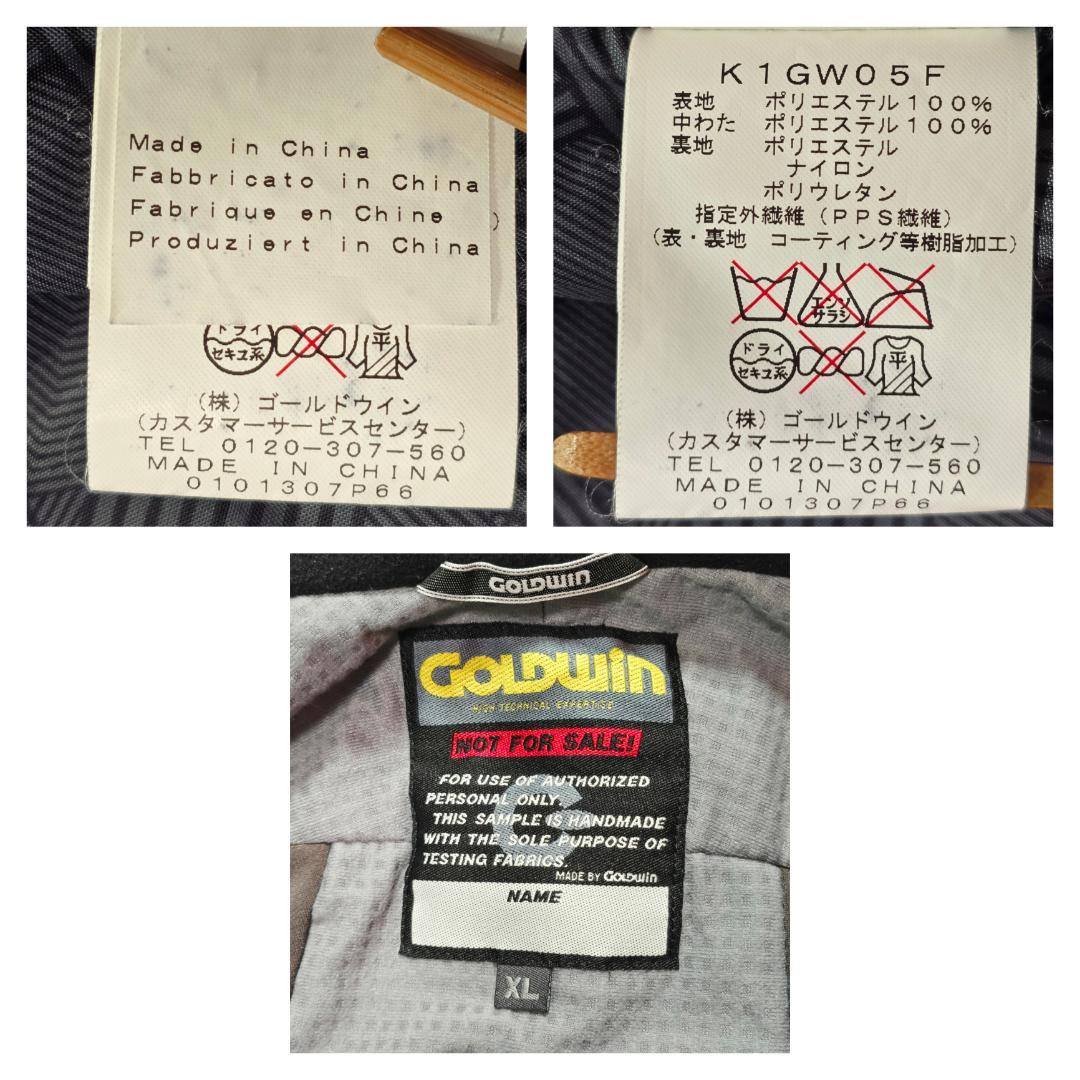 Made in China
Fabbricato in China
Fabrique en Chine
Produziert in China
)
ドライ
セキユ系
平
(株) ゴールドウイン
(カスタマーサービスセンター)
TEL 0120-307-560
MADE IN CHINA
0101307P66
K1GW05F
表地 ポリエステル100%
中わた ポリエステル100%
裏地 ポリエステル
ナイロン
ポリウレタン
指定外繊維 (PPS繊維)
(表・裏地 コーティング等樹脂加工)
エンソ
サラシ
ドライ
セキユ系
平
(株) ゴールドウイン
(カスタマーサービスセンター)
TEL 0120-307-560
MADE IN CHINA
0101307P66
GOLDWIN
GOLDWIN
HIGH TECHNICAL EXPERTISE
NOT FOR SALE!
FOR USE OF AUTHORIZED
PERSONAL ONLY.
THIS SAMPLE IS HANDMADE
WITH THE SOLE PURPOSE OF
TESTING FABRICS.
MADE BY GOLDWIN
NAME
XL